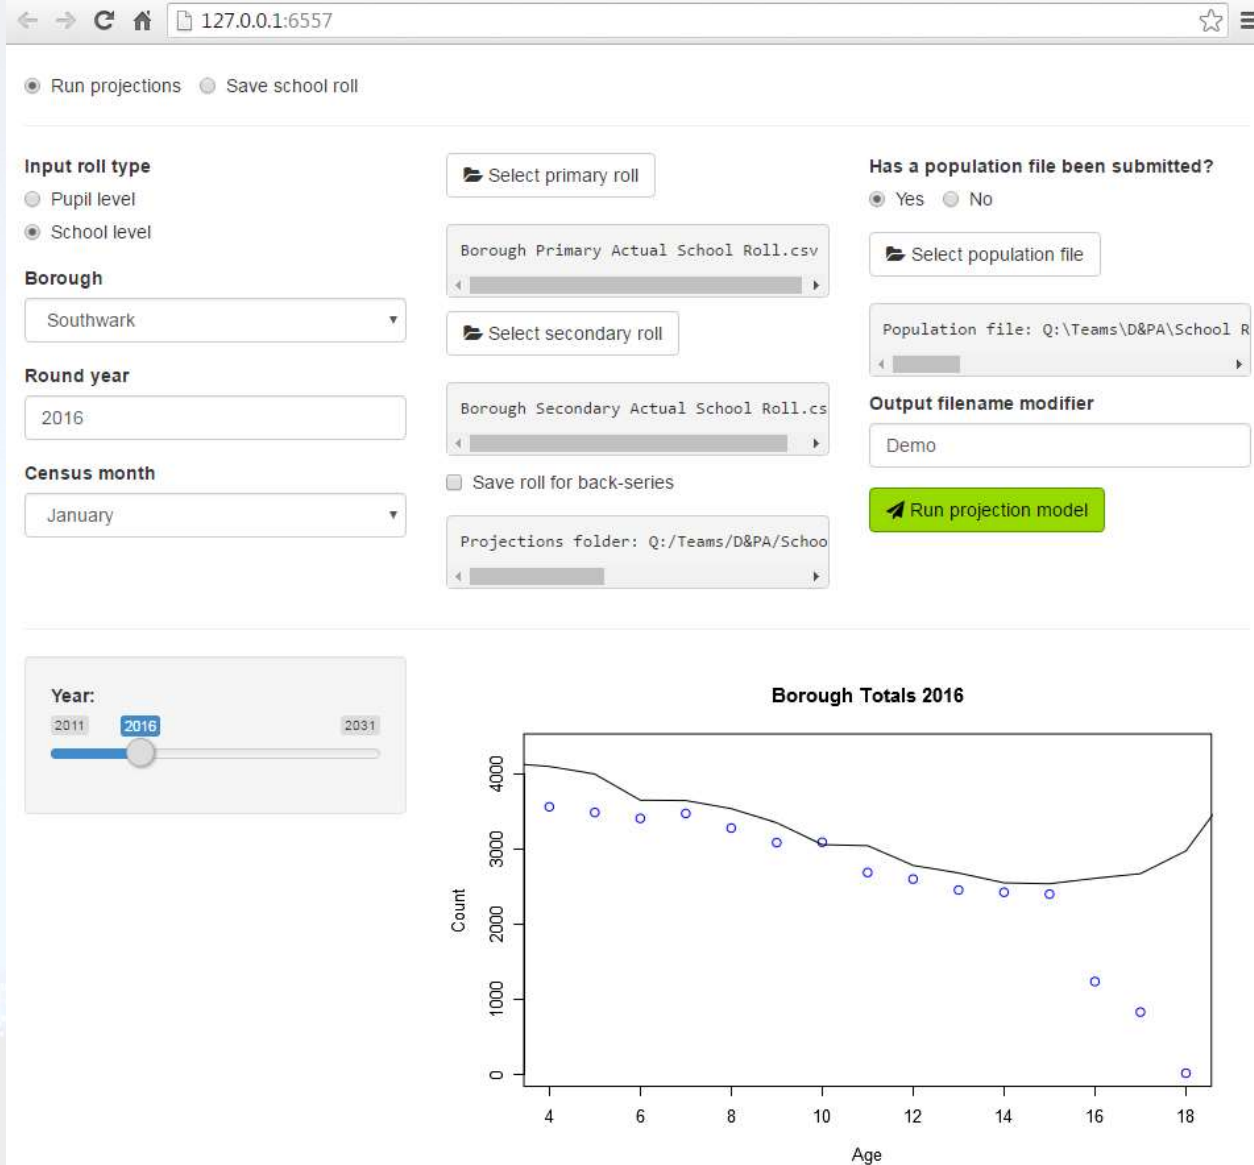 127.0.0.1:6557
Run projections Save school roll
Input roll type
Pupil level
School level
Borough
Southwark
Round year
2016
Census month
January
Select primary roll
Borough Primary Actual School Roll.csv
Select secondary roll
Borough Secondary Actual School Roll.cs
Save roll for back-series
Projections folder: Q:/Teams/D&PA/Schoo
Has a population file been submitted?
Yes No
Select population file
Population file: Q:\Teams\D&PA\School R
Output filename modifier
Demo
Run projection model
Year:
2011 2016 2031
Borough Totals 2016
Count
4000
3000
2000
1000
0
4 6 8 10 12 14 16 18
Age